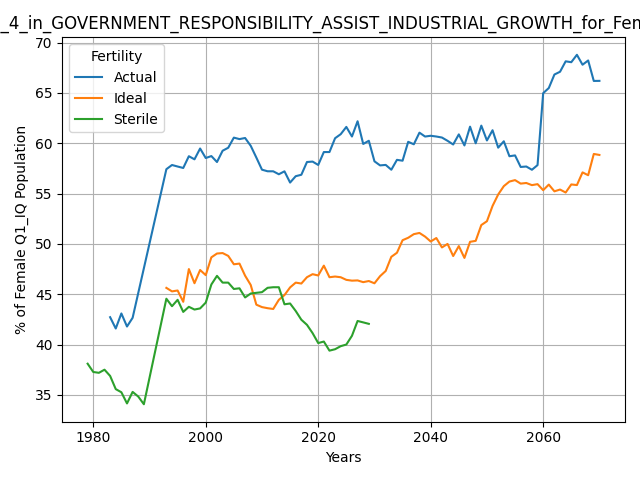 _4_in_GOVERNMENT_RESPONSIBILITY_ASSIST_INDUSTRIAL_GROWTH_for_Fem
Fertility
Actual
Ideal
Sterile
% of Female Q1_IQ Population
70
65
60
55
50
45
40
35
1980 2000 2020 2040 2060
Years